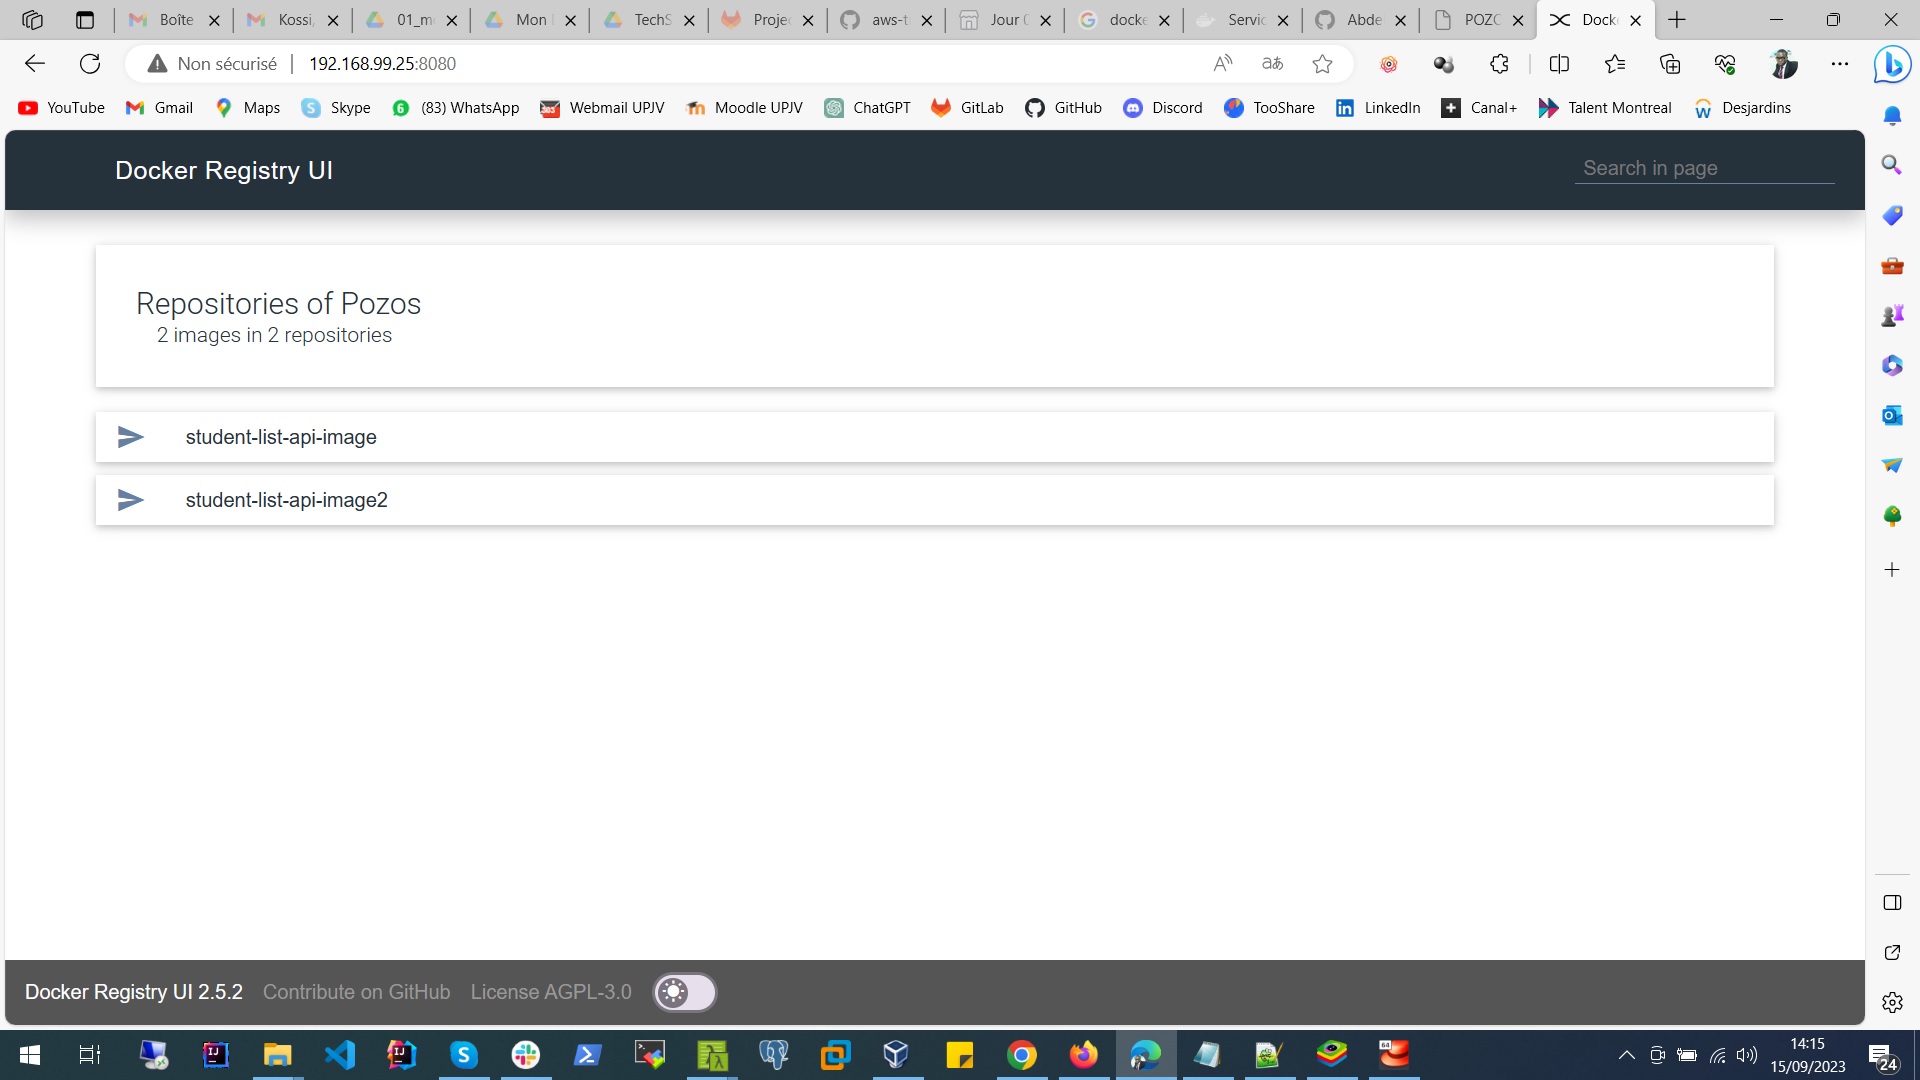 Boîte
Kossi,
01_m
Mon
TechS
Projec
aws-t
Jour
docke
Servic
Abde
POZO
Dock
Non sécurisé
192.168.99.25:8080
YouTube
Gmail
Maps
Skype
(83) WhatsApp
Webmail UPJV
Moodle UPJV
ChatGPT
GitLab
GitHub
Discord
TooShare
LinkedIn
Canal+
Talent Montreal
Desjardins
Docker Registry UI
Search in page
Repositories of Pozos
2 images in 2 repositories
student-list-api-image
student-list-api-image2
Docker Registry UI 2.5.2
Contribute on GitHub
License AGPL-3.0
14:15
15/09/2023
24